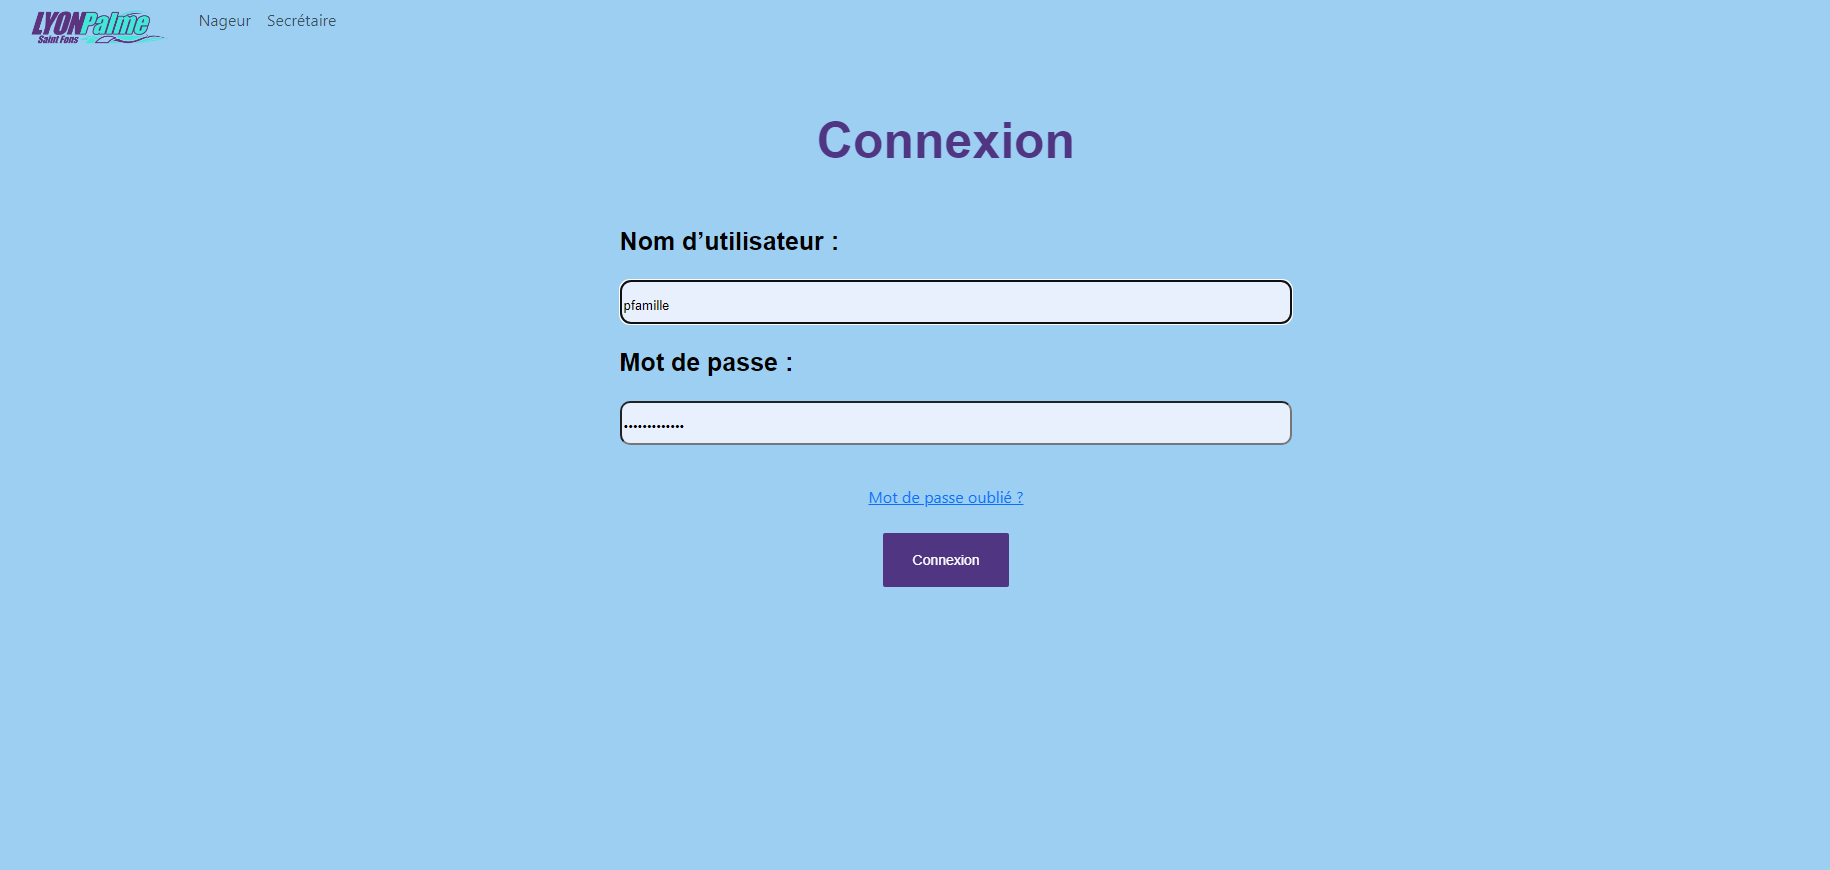 LYONPalme
Saint Fons
Nageur Secrétaire
Connexion
Nom d’utilisateur :
pfamille
Mot de passe :
•••••••••••••
Mot de passe oublié ?
Connexion